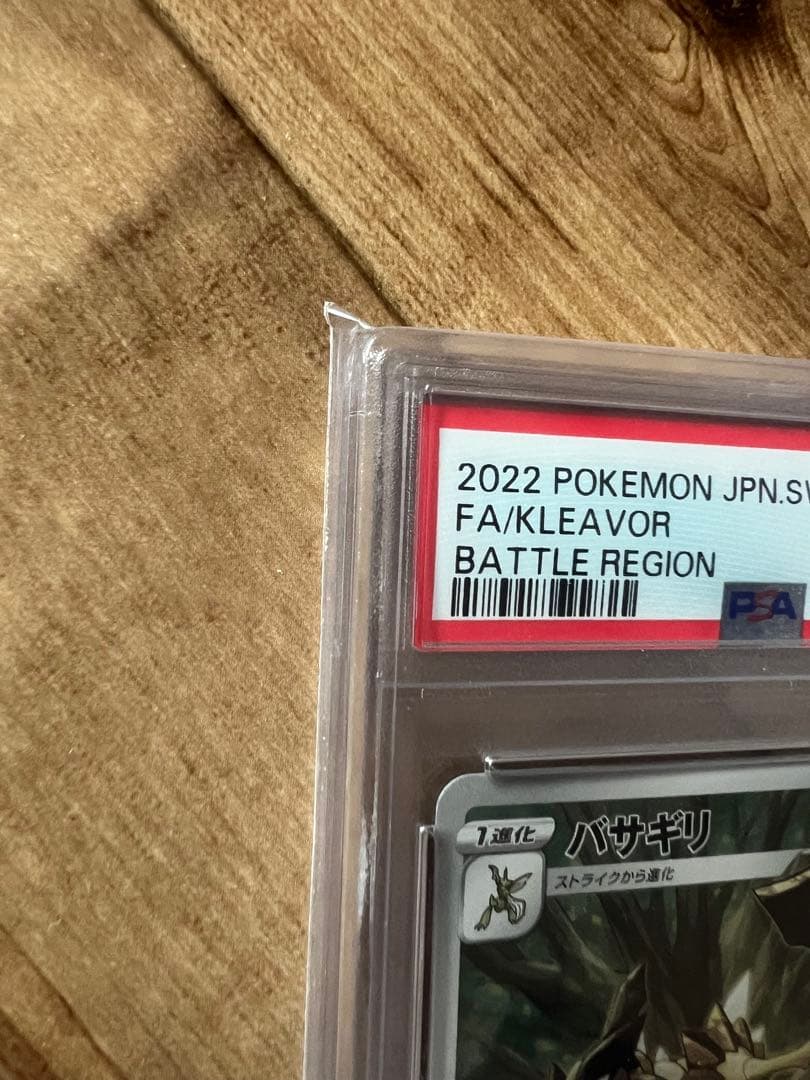 2022 POKEMON JPN.
FA/KLEAVOR
BATTLE REGION
PSA
1進化
バサギリ
ストライクから進化